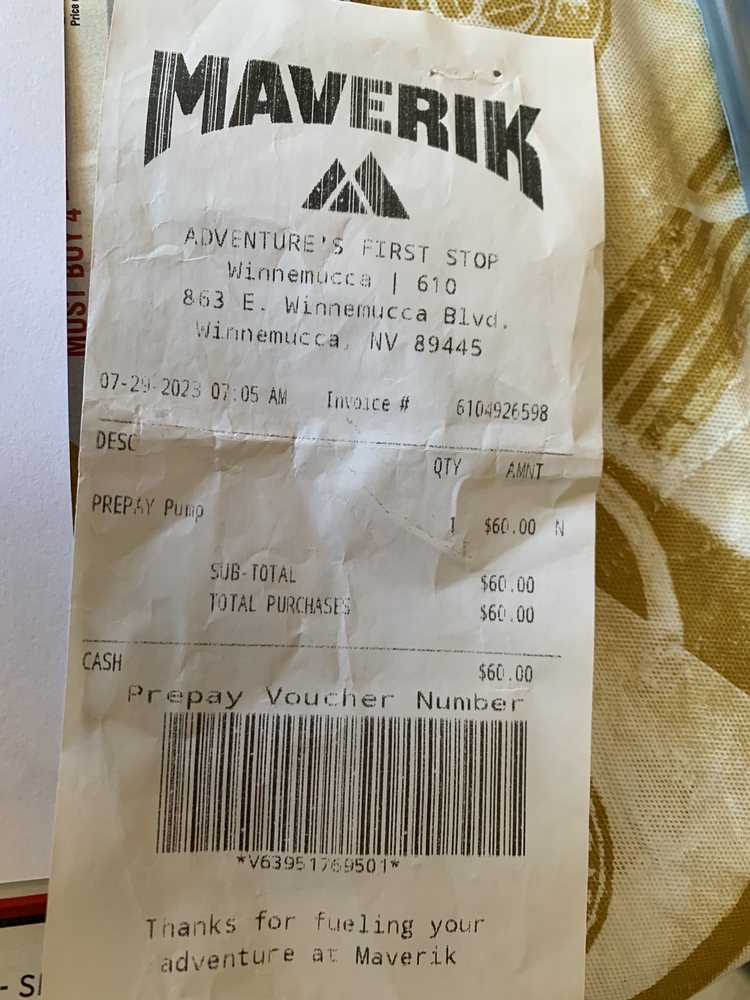 Price
MUST BUY 4
MAVERIK
ADVENTURE'S FIRST STOP
Winnemucca | 610
863 E. Winnemucca Blvd.
Winnemucca, NV 89445
07-29-2023 07:05 AM Invoice # 6104926598
DESC QTY AMNT
PREPAY Pump 1 $60.00 N
SUB-TOTAL $60.00
TOTAL PURCHASES $60.00
CASH $60.00
Prepay Voucher Number
*V63951769501*
Thanks for fueling your
adventure at Maverik